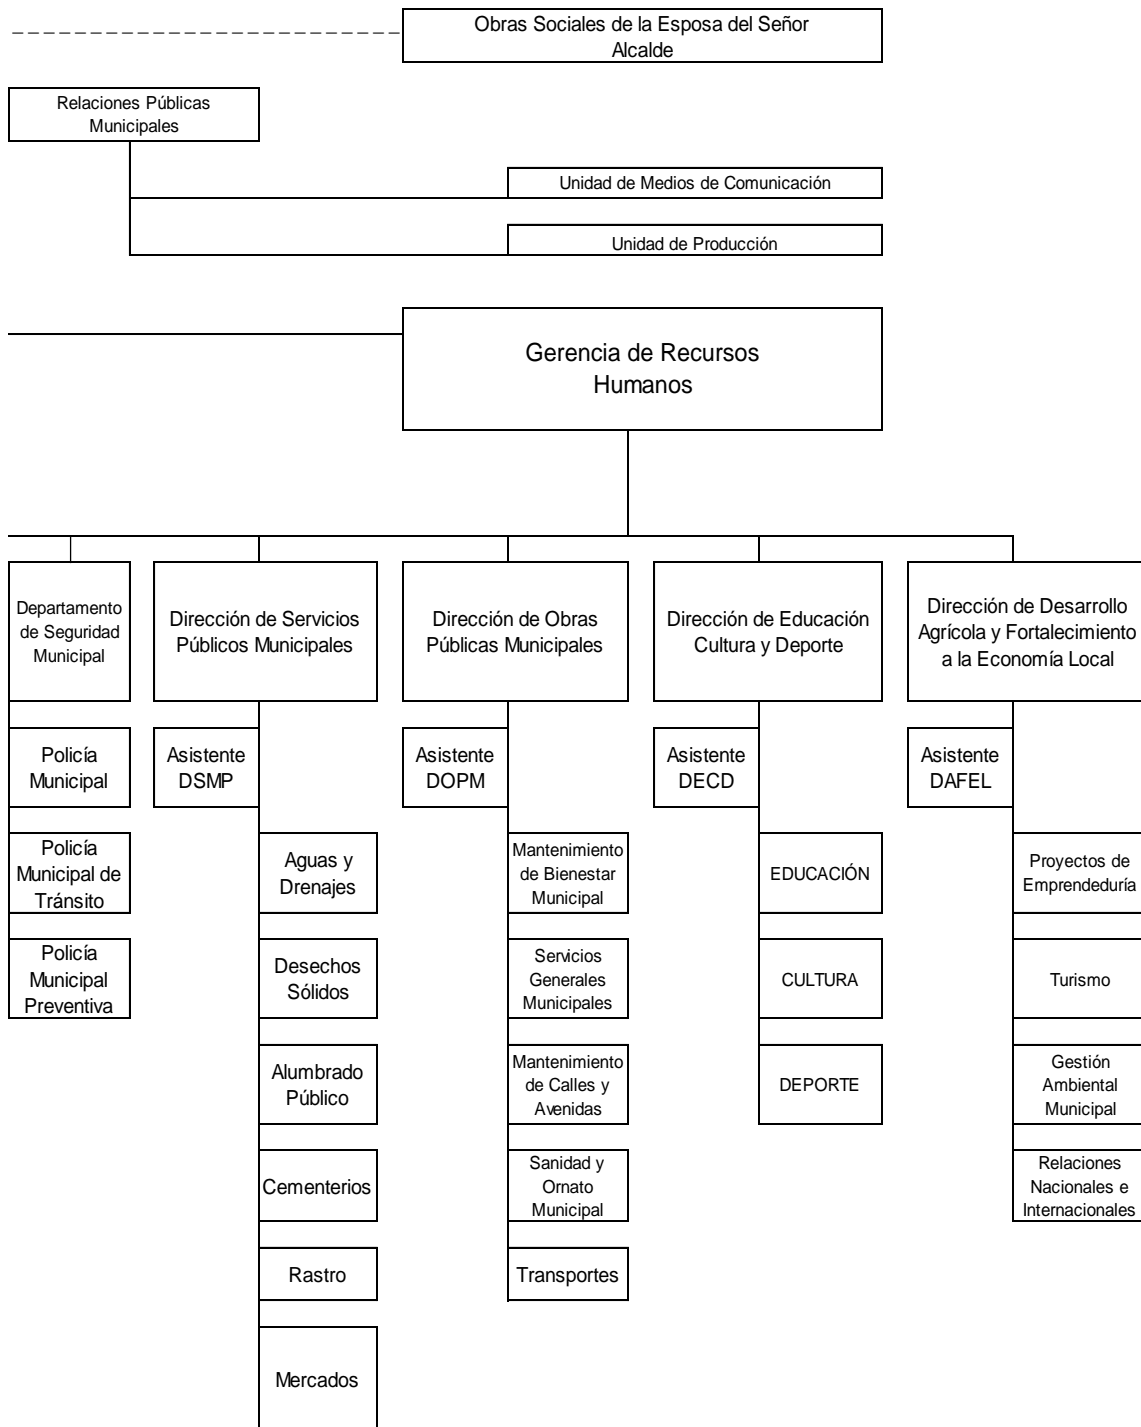 Obras Sociales de la Esposa del Señor
Alcalde
Relaciones Públicas
Municipales
Unidad de Medios de Comunicación
Unidad de Producción
Gerencia de Recursos
Humanos
Departamento
de Seguridad
Municipal
Dirección de Servicios
Públicos Municipales
Dirección de Obras
Públicas Municipales
Dirección de Educación
Cultura y Deporte
Dirección de Desarrollo
Agrícola y Fortalecimiento
a la Economía Local
Policía
Municipal
Asistente
DSMP
Asistente
DOPM
Asistente
DECD
Asistente
DAFEL
Policía
Municipal de
Tránsito
Aguas y
Drenajes
Mantenimiento
de Bienestar
Municipal
EDUCACIÓN
Proyectos de
Emprendeduría
Policía
Municipal
Preventiva
Desechos
Sólidos
Servicios
Generales
Municipales
CULTURA
Turismo
Alumbrado
Público
Mantenimiento
de Calles y
Avenidas
DEPORTE
Gestión
Ambiental
Municipal
Cementerios
Sanidad y
Ornato
Municipal
Relaciones
Nacionales e
Internacionales
Rastro
Transportes
Mercados